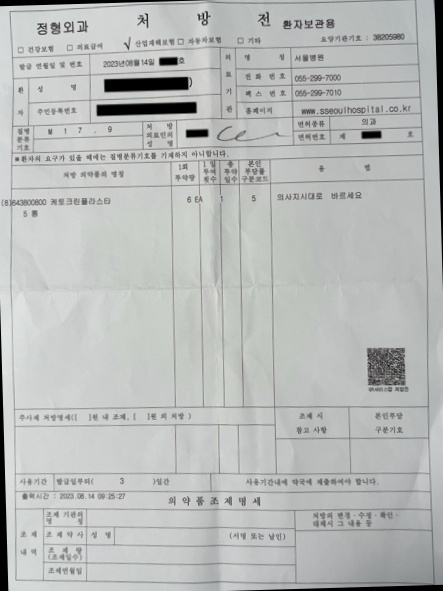 정형외과 처 방 전 환자보관용
□ 건강보험 □ 의료급여 √ 산업재해보험 □ 자동차보험 □ 기타 요양기관기호 : 38205980
발급 연월일 및 번호 2023년08월14일 호
의료기관 명 칭 서울병원
전화 번호 055-299-7000
팩스 번호 055-299-7010
홈페이지 www.sseoulhospital.co.kr
환자 성 명 )
주민등록번호
질병분류기호 M 1 7 . 9
처 방 의료인의 성 명
면허종류 의과
면허번호 제 호
※환자의 요구가 있을 때에는 질병분류기호를 기재하지 아니합니다.
처방 의약품의 명칭 1회투약량 1일투여횟수 총투약일수 본인부담률구분코드 용 법
(8)643800800 케토크린플라스타 6 EA 1 5 의사지시대로 바르세요
5 통
주사제 처방명세([ ]원 내 조제, [ ]원 외 처방 )
조제 시 참고 사항
본인부담 구분기호
사용기간 발급일부터( 3 )일간 사용기간내에 약국에 제출하여야 합니다.
출력시간 : 2023.08.14 09:25:27 의 약 품 조 제 명 세
조제 내역
조제 기관의 명 칭
조 제 약 사 성 명 (서명 또는 날인)
조 제 량 (조제일수)
조제연월일
처방의 변경ㆍ수정ㆍ확인ㆍ대체시 그 내용 등